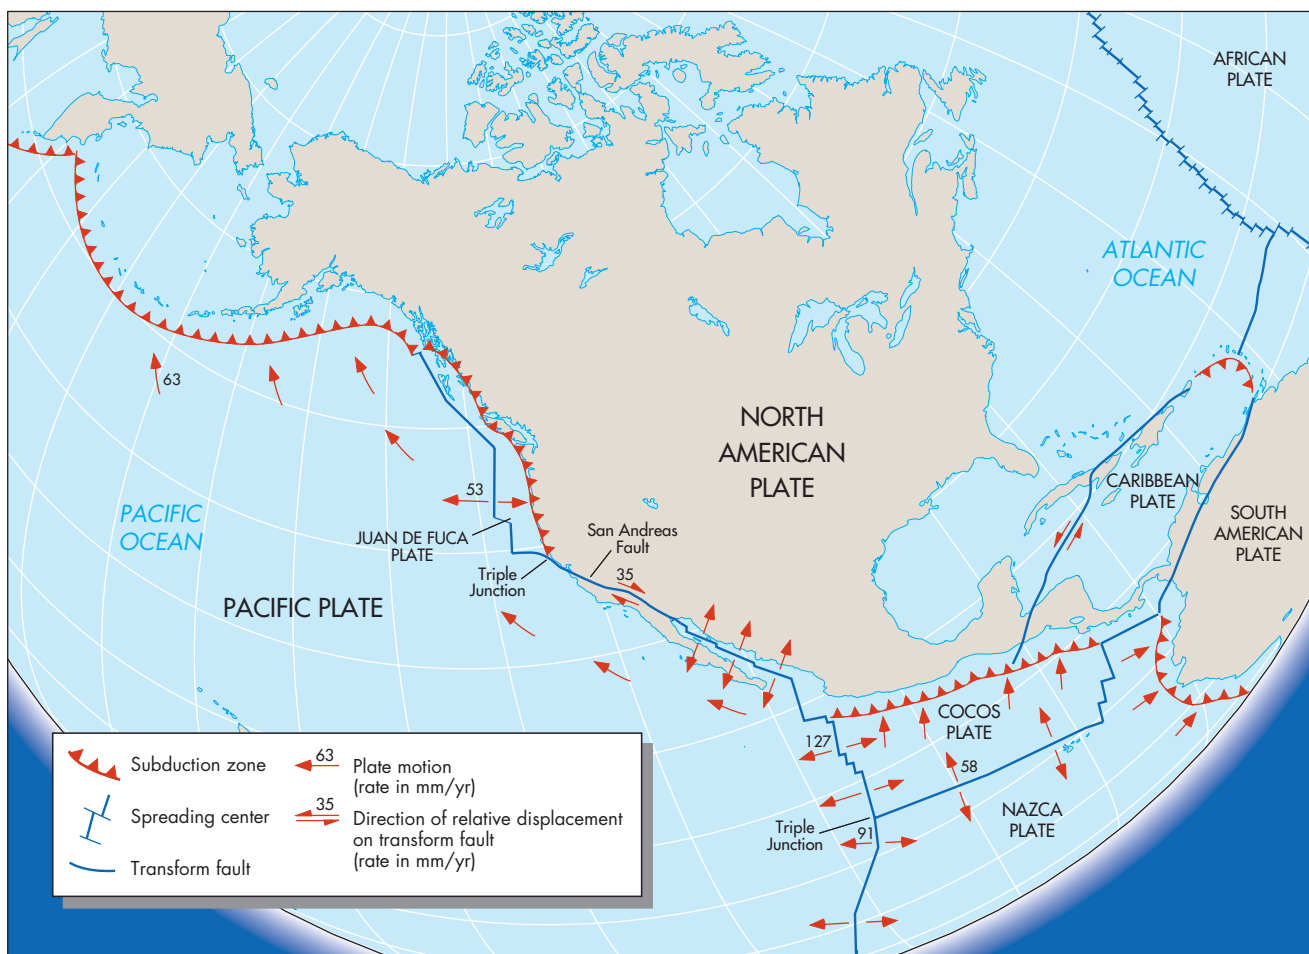 AFRICAN
PLATE
ATLANTIC
OCEAN
63
NORTH
AMERICAN
PLATE
CARIBBEAN
PLATE
SOUTH
AMERICAN
PLATE
53
PACIFIC
OCEAN
JUAN DE FUCA
PLATE
San Andreas
Fault
Triple
Junction
35
PACIFIC PLATE
COCOS
PLATE
127
58
NAZCA
PLATE
Triple
Junction
91
Subduction zone
Spreading center
Transform fault
63
Plate motion
(rate in mm/yr)
35
Direction of relative displacement
on transform fault
(rate in mm/yr)